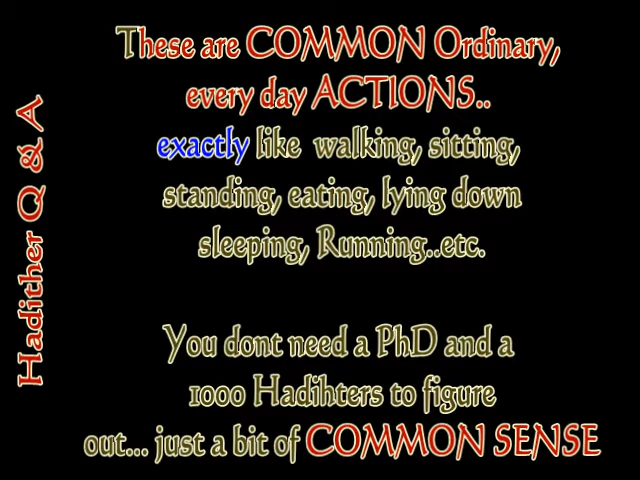 Hadither Q & A
These are COMMON Ordinary,
every day ACTIONS..
exactly like walking, sitting,
standing, eating, lying down
sleeping, Running..etc.
You dont need a PhD and a
1000 Hadihters to figure
out... just a bit of COMMON SENSE